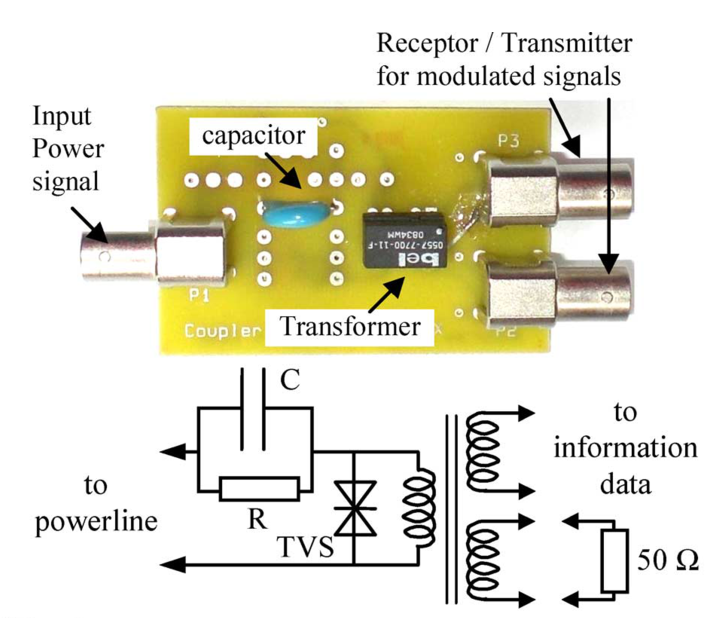 Receptor / Transmitter
for modulated signals
Input
Power
signal
capacitor
P3
P1
bel
0557-7700-11-F
0834WM
Transformer
Coupler
X
P2
C
R
TVS
to
powerline
to
information
data
50 Ω